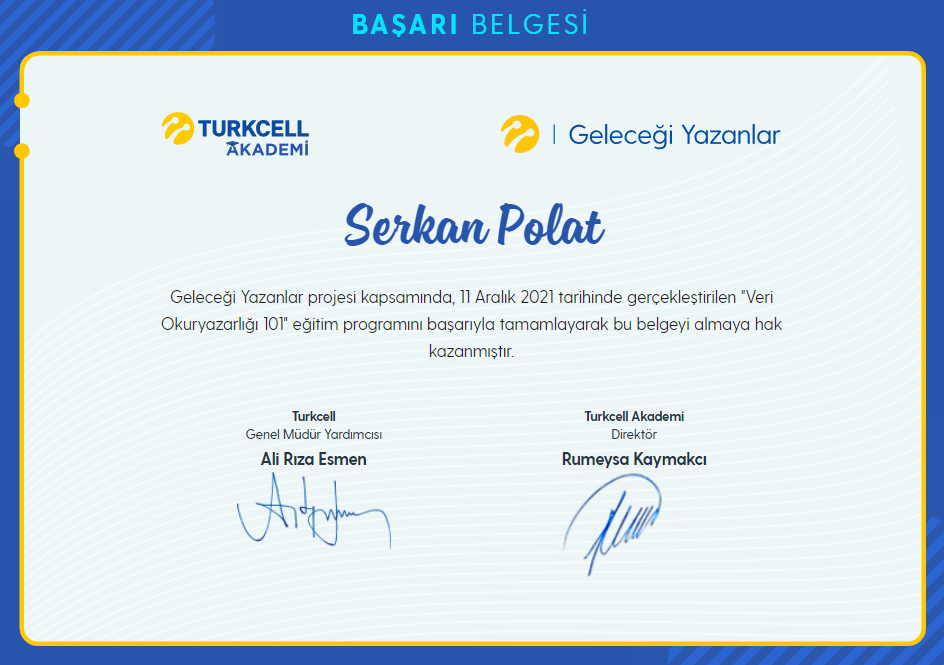 BAŞARI BELGESİ
TURKCELL
AKADEMİ
Geleceği Yazanlar
Serkan Polat
Geleceği Yazanlar projesi kapsamında, 11 Aralık 2021 tarihinde gerçekleştirilen "Veri
Okuryazarlığı 101" eğitim programını başarıyla tamamlayarak bu belgeyi almaya hak
kazanmıştır.
Turkcell
Genel Müdür Yardımcısı
Ali Rıza Esmen
Turkcell Akademi
Direktör
Rumeysa Kaymakcı